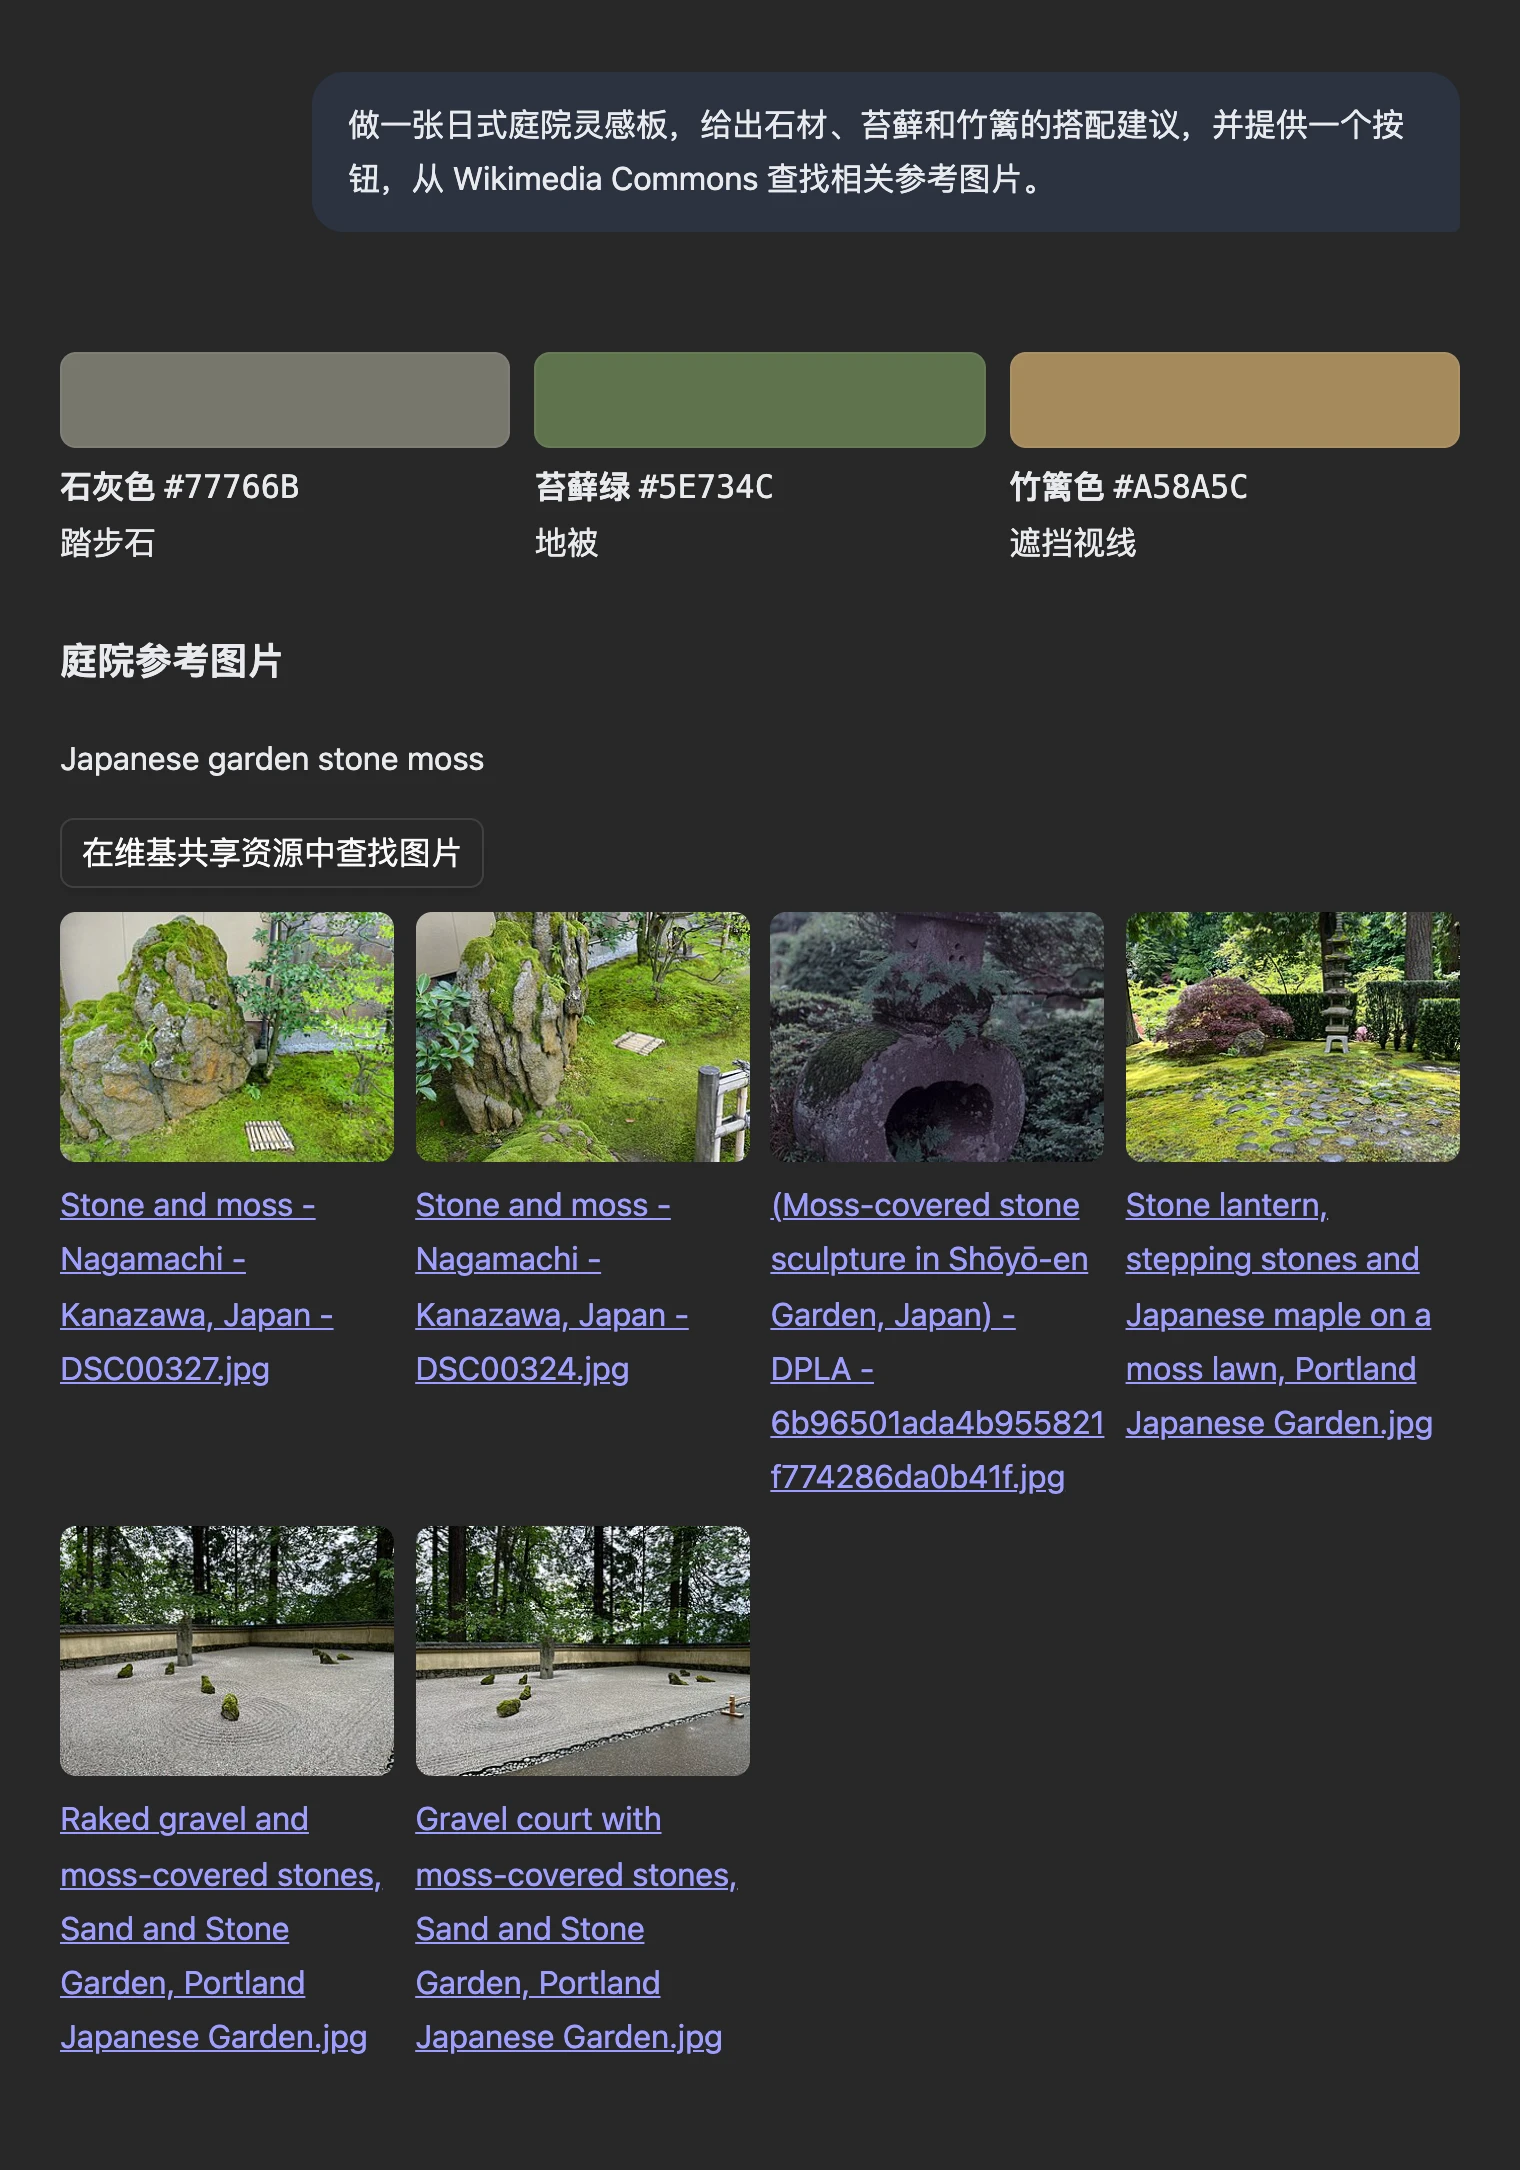 做一张日式庭院灵感板，给出石材、苔藓和竹篱的搭配建议，并提供一个按
钮，从 Wikimedia Commons 查找相关参考图片。
石灰色 #77766B
踏步石
苔藓绿 #5E734C
地被
竹篱色 #A58A5C
遮挡视线
庭院参考图片
Japanese garden stone moss
在维基共享资源中查找图片
Stone and moss -
Nagamachi -
Kanazawa, Japan -
DSC00327.jpg
Stone and moss -
Nagamachi -
Kanazawa, Japan -
DSC00324.jpg
(Moss-covered stone
sculpture in Shōyō-en
Garden, Japan) -
DPLA -
6b96501ada4b955821
f774286da0b41f.jpg
Stone lantern,
stepping stones and
Japanese maple on a
moss lawn, Portland
Japanese Garden.jpg
Raked gravel and
moss-covered stones,
Sand and Stone
Garden, Portland
Japanese Garden.jpg
Gravel court with
moss-covered stones,
Sand and Stone
Garden, Portland
Japanese Garden.jpg